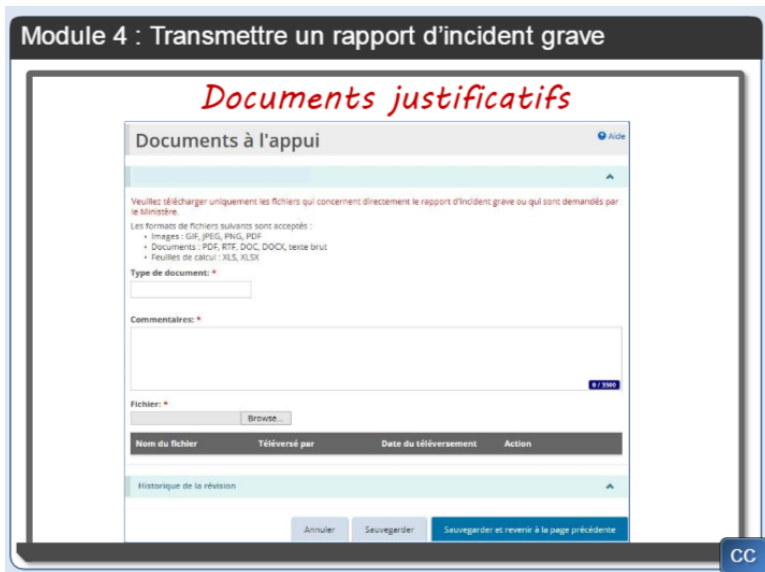 Module 4 : Transmettre un rapport d'incident grave
Documents justificatifs
Documents à l'appui
Aide
Veuillez télécharger uniquement les fichiers qui concernent directement le rapport d'incident grave ou qui sont demandés par
le Ministère.
Les formats de fichiers suivants sont acceptés :
• Images : GIF, JPEG, PNG, PDF
• Documents : PDF, RTF, DOC, DOCX, texte brut
• Feuilles de calcul : XLS, XLSX
Type de document: *
Commentaires: *
0 / 3500
Fichier: *
Browse...
Nom du fichier Téléversé par Date du téléversement Action
Historique de la révision
Annuler Sauvegarder Sauvegarder et revenir à la page précédente
CC